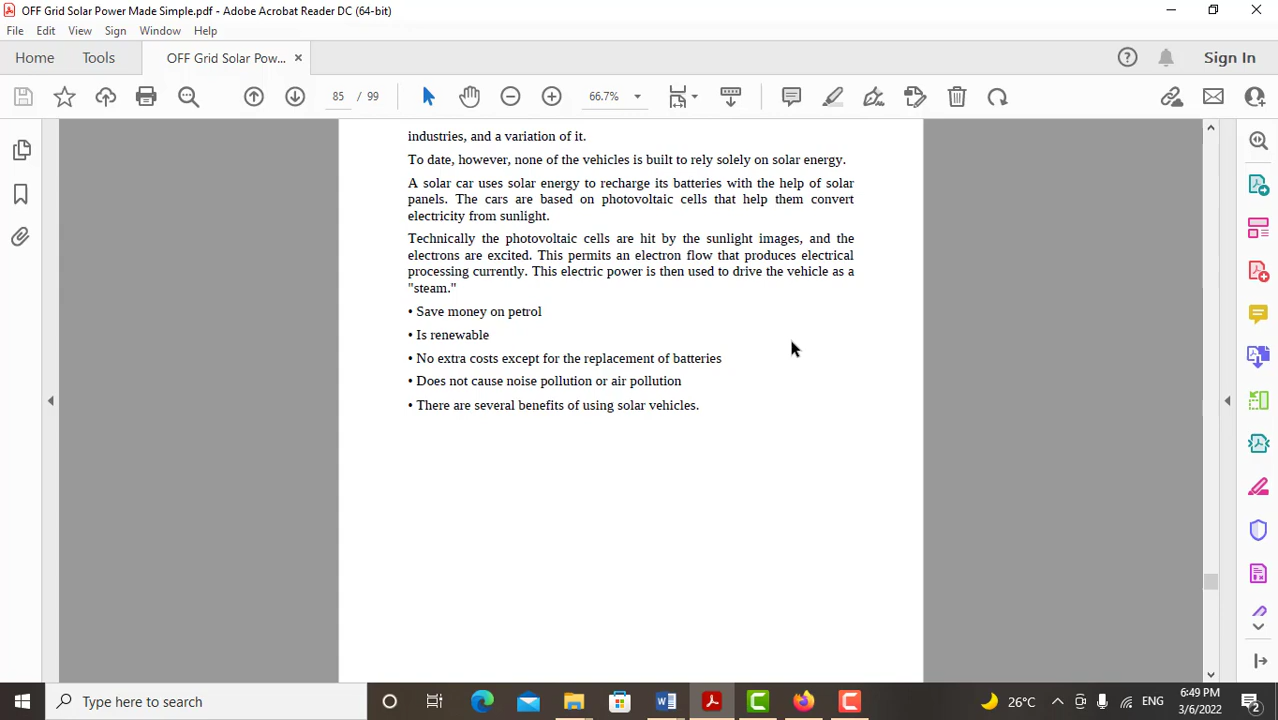 OFF Grid Solar Power Made Simple.pdf - Adobe Acrobat Reader DC (64-bit)
File Edit View Sign Window Help
Home Tools OFF Grid Solar Pow... × Sign In
85 / 99 66.7%
industries, and a variation of it.
To date, however, none of the vehicles is built to rely solely on solar energy.
A solar car uses solar energy to recharge its batteries with the help of solar
panels. The cars are based on photovoltaic cells that help them convert
electricity from sunlight.
Technically the photovoltaic cells are hit by the sunlight images, and the
electrons are excited. This permits an electron flow that produces electrical
processing currently. This electric power is then used to drive the vehicle as a
"steam."
• Save money on petrol
• Is renewable
• No extra costs except for the replacement of batteries
• Does not cause noise pollution or air pollution
• There are several benefits of using solar vehicles.
Type here to search 26°C ENG 6:49 PM
3/6/2022 2